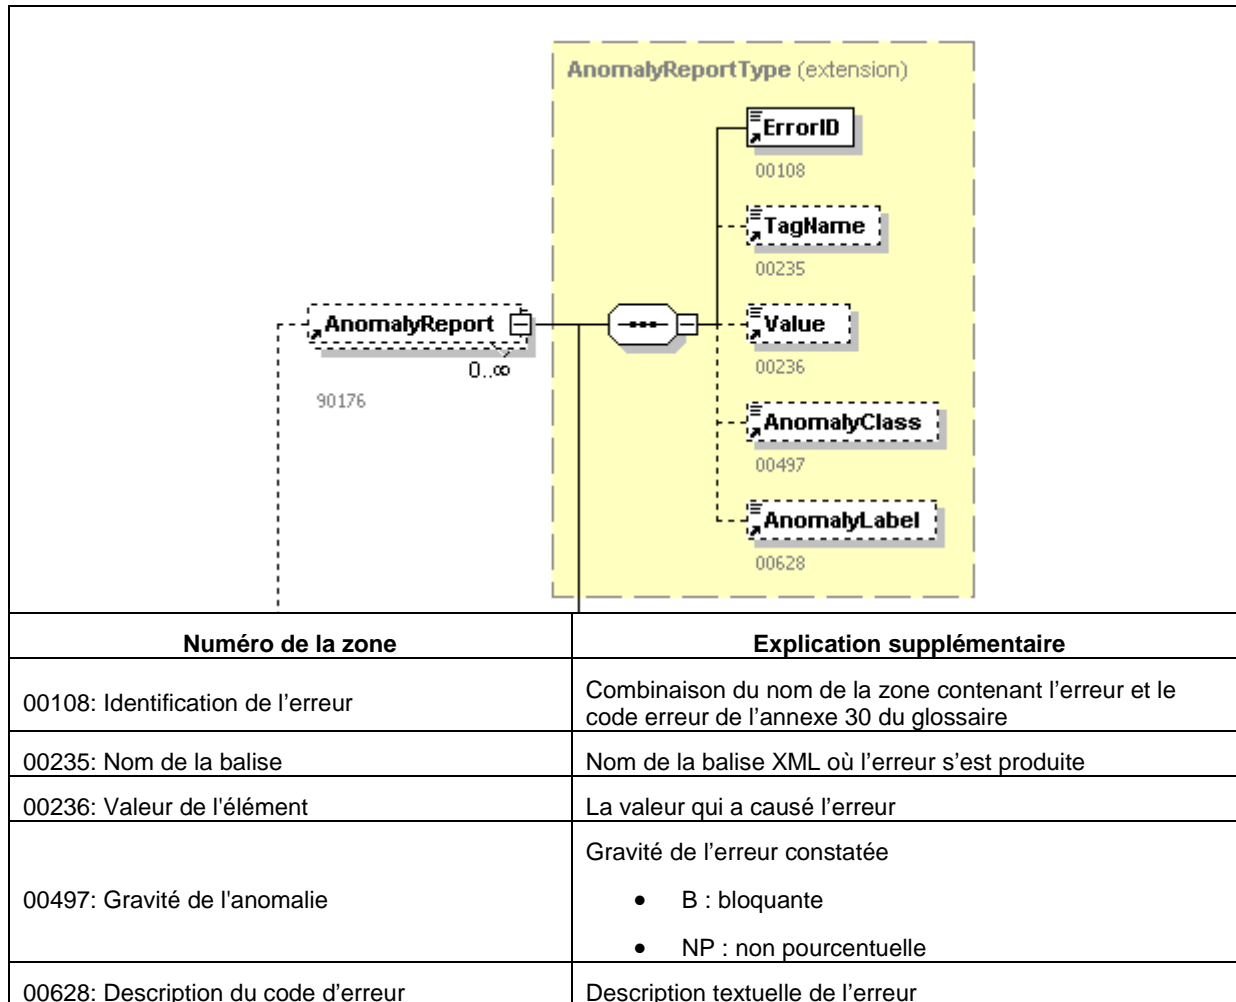 AnomalyReportType (extension)
ErrorID
00108
TagName
00235
AnomalyReport
0..∞
90176
Value
00236
AnomalyClass
00497
AnomalyLabel
00628
Numéro de la zone
Explication supplémentaire
00108: Identification de l’erreur
Combinaison du nom de la zone contenant l’erreur et le
code erreur de l’annexe 30 du glossaire
00235: Nom de la balise
Nom de la balise XML où l’erreur s’est produite
00236: Valeur de l'élément
La valeur qui a causé l’erreur
00497: Gravité de l'anomalie
Gravité de l’erreur constatée
• B : bloquante
• NP : non pourcentuelle
00628: Description du code d’erreur
Description textuelle de l’erreur